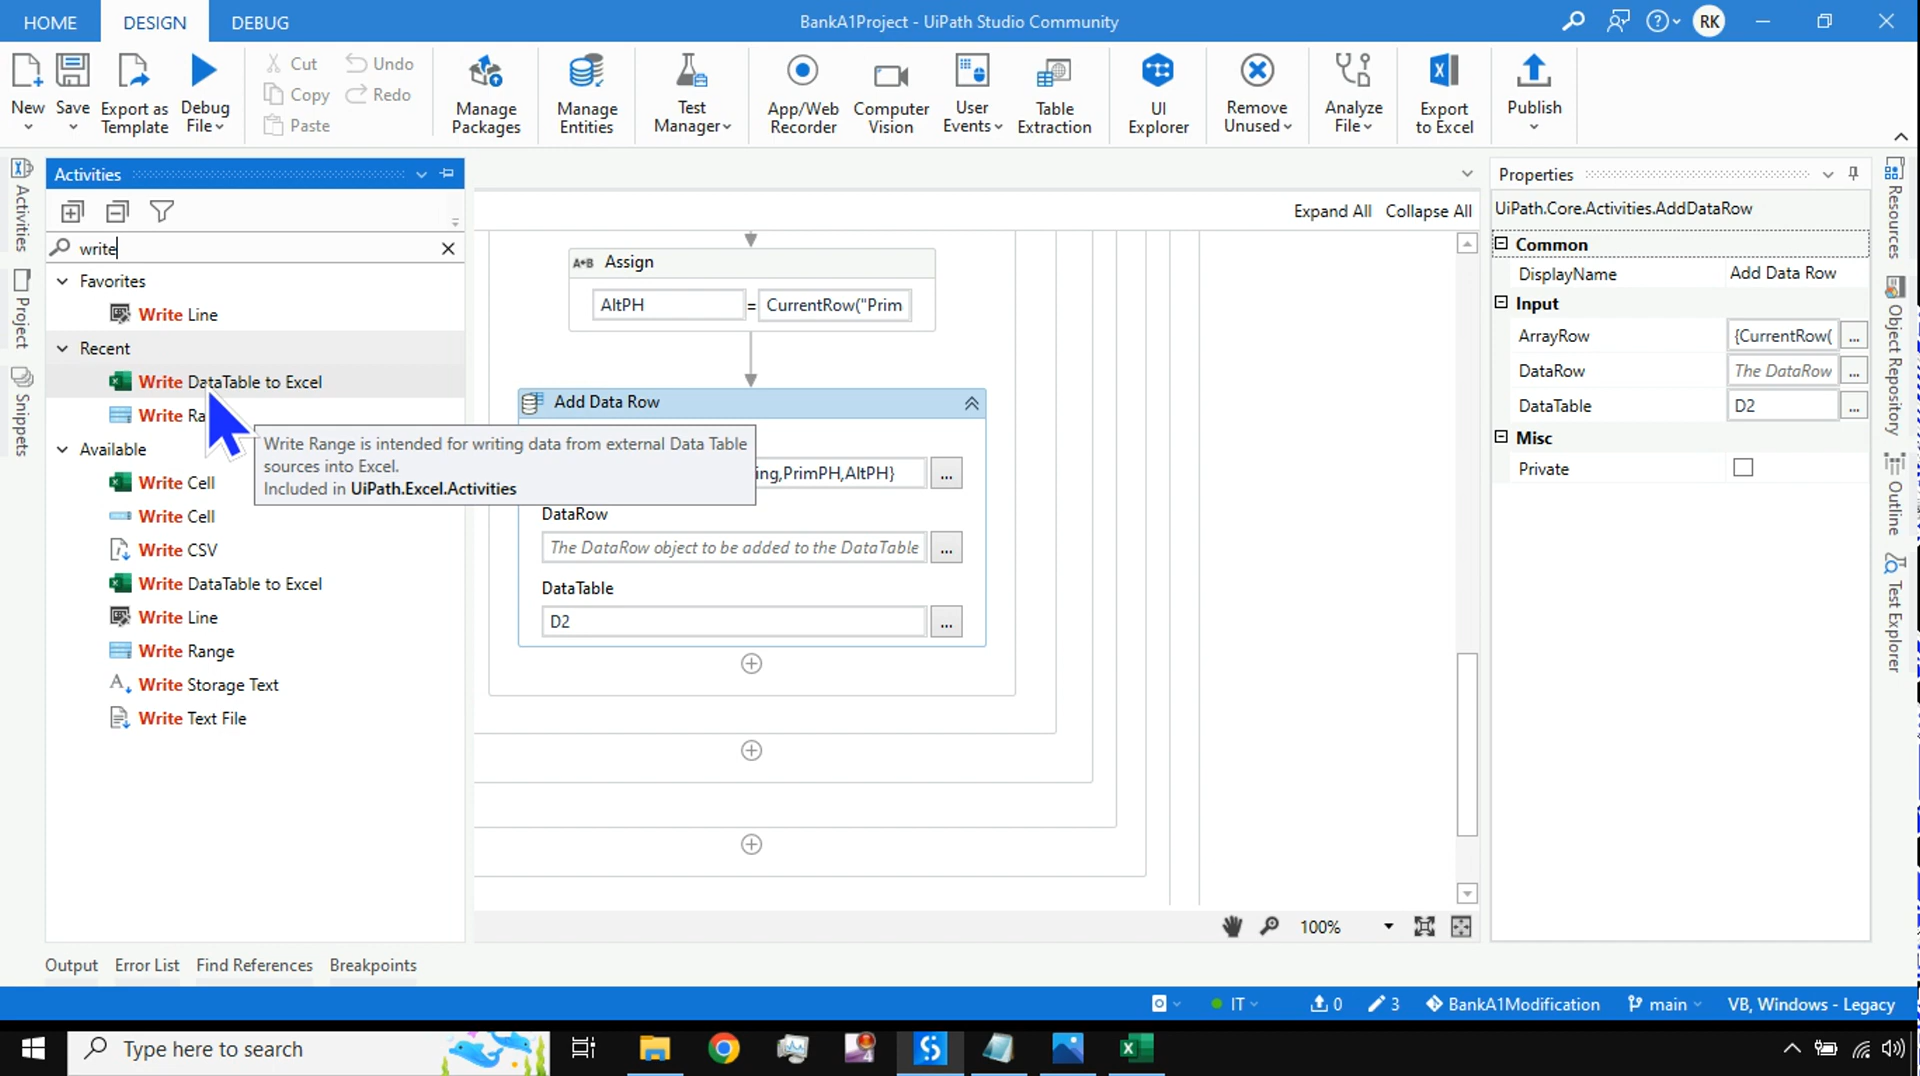 HOME DESIGN DEBUG BankA1Project - UiPath Studio Community RK
New Save Export as Template Debug File
Cut Undo
Copy Redo
Paste
Manage Packages Manage Entities Test Manager App/Web Recorder Computer Vision User Events Table Extraction UI Explorer Remove Unused Analyze File Export to Excel Publish
Activities
Project
Snippets
Activities
write
Favorites
Write Line
Recent
Write DataTable to Excel
Write Ra
Available
Write Cell
Write Cell
Write CSV
Write DataTable to Excel
Write Line
Write Range
Write Storage Text
Write Text File
Write Range is intended for writing data from external Data Table
sources into Excel.
Included in UiPath.Excel.Activities
Expand All Collapse All
A*B Assign
AltPH = CurrentRow("Prim
Add Data Row
ing,PrimPH,AltPH} ...
DataRow
The DataRow object to be added to the DataTable ...
DataTable
D2 ...
100%
Properties
UiPath.Core.Activities.AddDataRow
Common
DisplayName Add Data Row
Input
ArrayRow {CurrentRow( ...
DataRow The DataRow ...
DataTable D2 ...
Misc
Private
Resources
Object Repository
Outline
Test Explorer
Output Error List Find References Breakpoints
IT 0 3 BankA1Modification main VB, Windows - Legacy
Type here to search